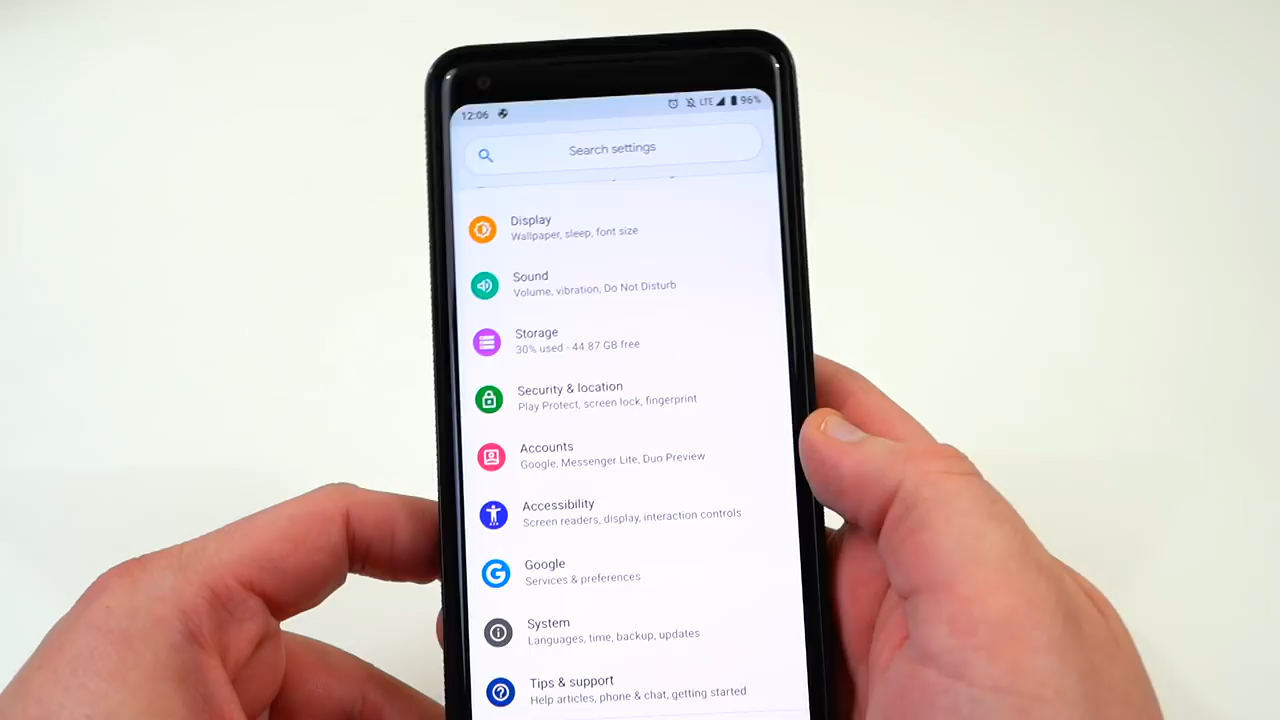 12:06 LTE 96%
Search settings
Display
Wallpaper, sleep, font size
Sound
Volume, vibration, Do Not Disturb
Storage
30% used - 44.87 GB free
Security & location
Play Protect, screen lock, fingerprint
Accounts
Google, Messenger Lite, Duo Preview
Accessibility
Screen readers, display, interaction controls
Google
Services & preferences
System
Languages, time, backup, updates
Tips & support
Help articles, phone & chat, getting started